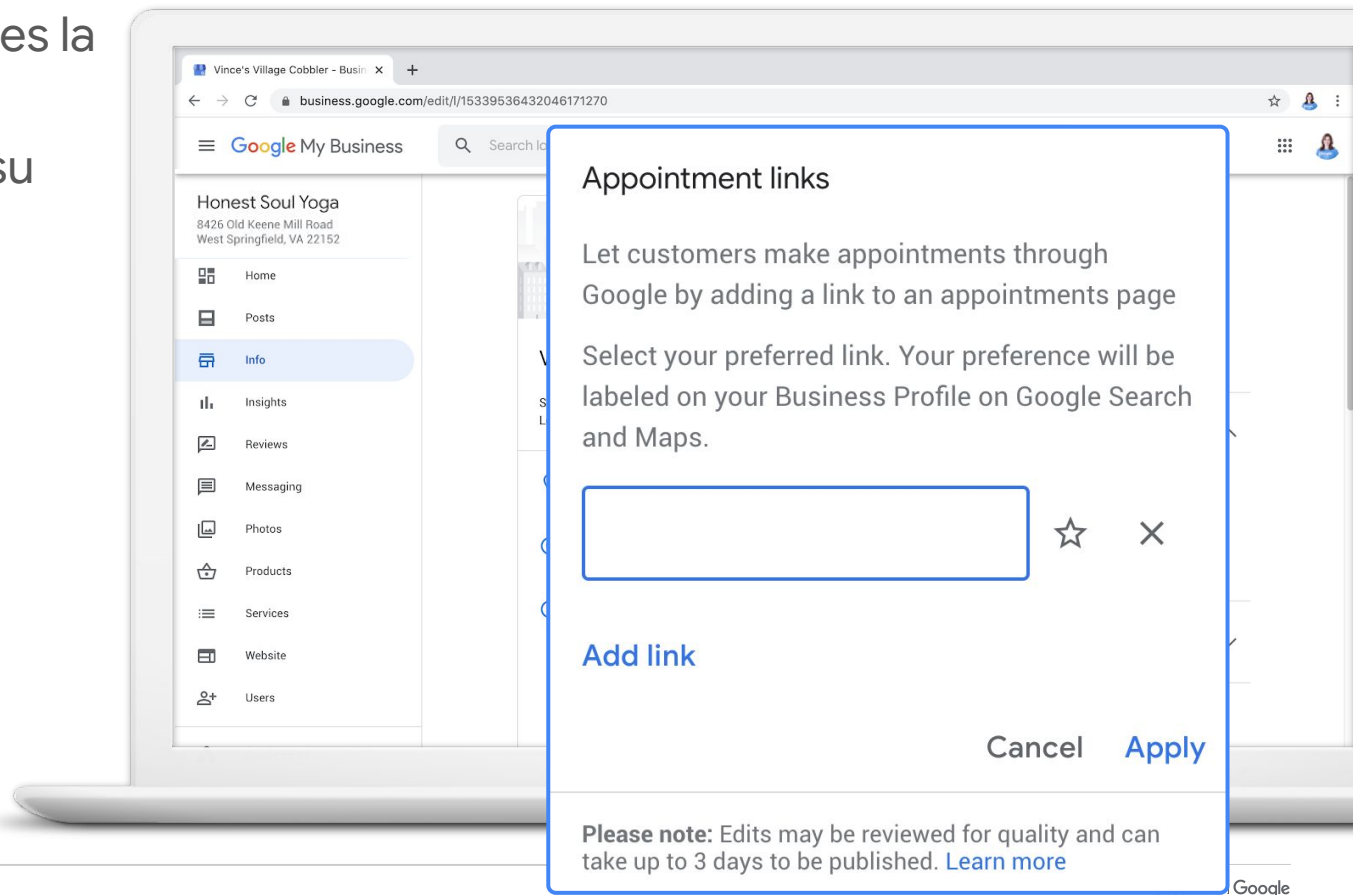 es la
su
Vince's Village Cobbler - Busin
business.google.com/edit/l/15339536432046171270
Google My Business
Search lo
Honest Soul Yoga
8426 Old Keene Mill Road
West Springfield, VA 22152
Home
Posts
Info
Insights
Reviews
Messaging
Photos
Products
Services
Website
Users
Appointment links
Let customers make appointments through
Google by adding a link to an appointments page
Select your preferred link. Your preference will be
labeled on your Business Profile on Google Search
and Maps.
Add link
Cancel Apply
Please note: Edits may be reviewed for quality and can
take up to 3 days to be published. Learn more
Google